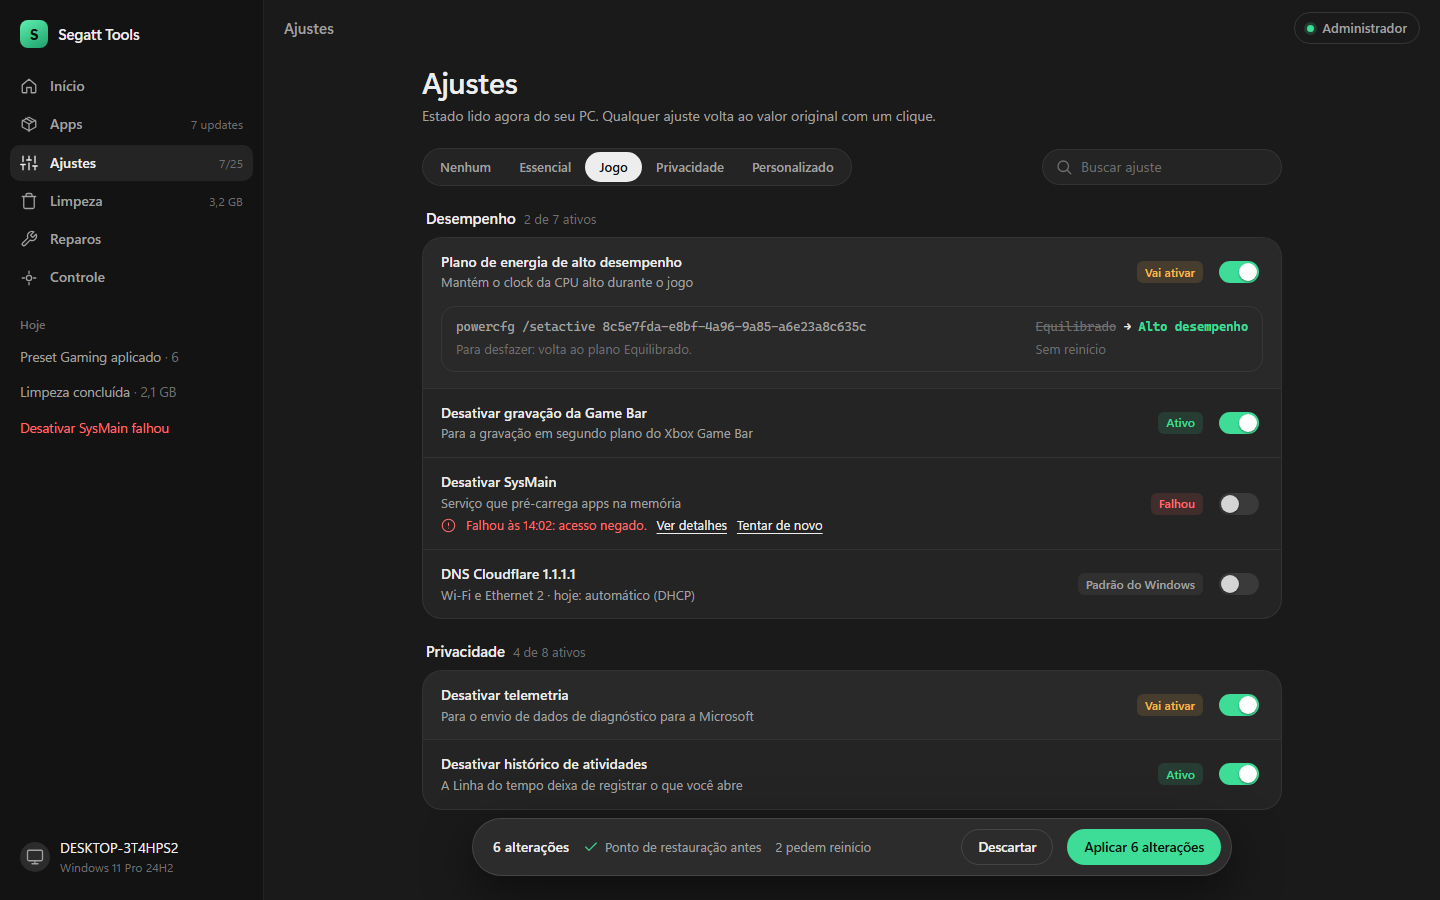 S Segatt Tools
Início
Apps 7 updates
Ajustes 7/25
Limpeza 3,2 GB
Reparos
Controle
Hoje
Preset Gaming aplicado · 6
Limpeza concluída · 2,1 GB
Desativar SysMain falhou
DESKTOP-3T4HPS2
Windows 11 Pro 24H2
Ajustes
Administrador
Ajustes
Estado lido agora do seu PC. Qualquer ajuste volta ao valor original com um clique.
Nenhum Essencial Jogo Privacidade Personalizado
Buscar ajuste
Desempenho 2 de 7 ativos
Plano de energia de alto desempenho
Mantém o clock da CPU alto durante o jogo
Vai ativar
powercfg /setactive 8c5e7fda-e8bf-4a96-9a85-a6e23a8c635c
Equilibrado → Alto desempenho
Para desfazer: volta ao plano Equilibrado.
Sem reinício
Desativar gravação da Game Bar
Para a gravação em segundo plano do Xbox Game Bar
Ativo
Desativar SysMain
Serviço que pré-carrega apps na memória
Falhou às 14:02: acesso negado. Ver detalhes Tentar de novo
Falhou
DNS Cloudflare 1.1.1.1
Wi-Fi e Ethernet 2 · hoje: automático (DHCP)
Padrão do Windows
Privacidade 4 de 8 ativos
Desativar telemetria
Para o envio de dados de diagnóstico para a Microsoft
Vai ativar
Desativar histórico de atividades
A Linha do tempo deixa de registrar o que você abre
Ativo
6 alterações Ponto de restauração antes 2 pedem reinício
Descartar
Aplicar 6 alterações